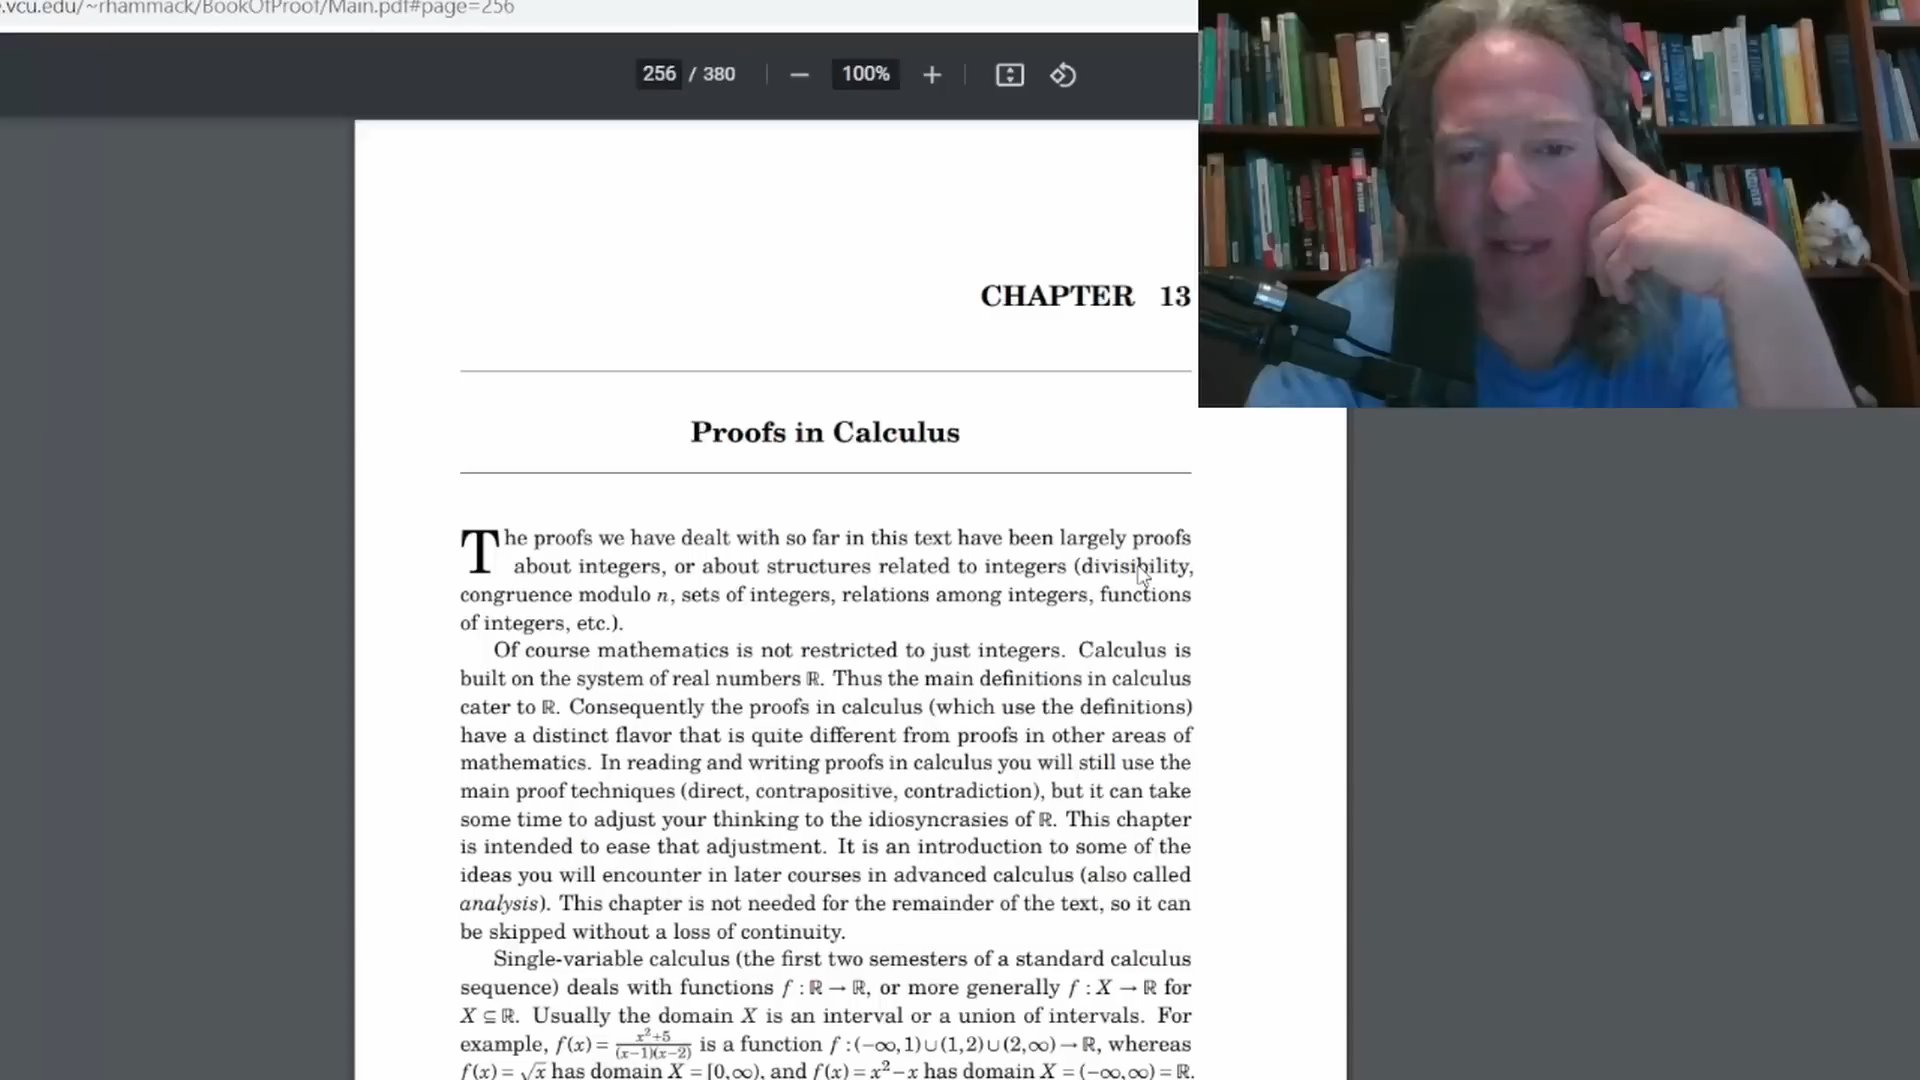 .vcu.edu/~rhammack/BookOfProof/Main.pdf#page=256
256 / 380
100%
CHAPTER 13
Proofs in Calculus
The proofs we have dealt with so far in this text have been largely proofs
about integers, or about structures related to integers (divisibility,
congruence modulo n, sets of integers, relations among integers, functions
of integers, etc.).
Of course mathematics is not restricted to just integers. Calculus is
built on the system of real numbers ℝ. Thus the main definitions in calculus
cater to ℝ. Consequently the proofs in calculus (which use the definitions)
have a distinct flavor that is quite different from proofs in other areas of
mathematics. In reading and writing proofs in calculus you will still use the
main proof techniques (direct, contrapositive, contradiction), but it can take
some time to adjust your thinking to the idiosyncrasies of ℝ. This chapter
is intended to ease that adjustment. It is an introduction to some of the
ideas you will encounter in later courses in advanced calculus (also called
analysis). This chapter is not needed for the remainder of the text, so it can
be skipped without a loss of continuity.
Single-variable calculus (the first two semesters of a standard calculus
sequence) deals with functions f : ℝ → ℝ, or more generally f : X → ℝ for
X ⊆ ℝ. Usually the domain X is an interval or a union of intervals. For
example, f(x) = x²+5/(x−1)(x−2) is a function f : (−∞,1)∪(1,2)∪(2,∞) → ℝ, whereas
f(x) = √x has domain X = [0,∞), and f(x) = x²−x has domain X = (−∞,∞) = ℝ.